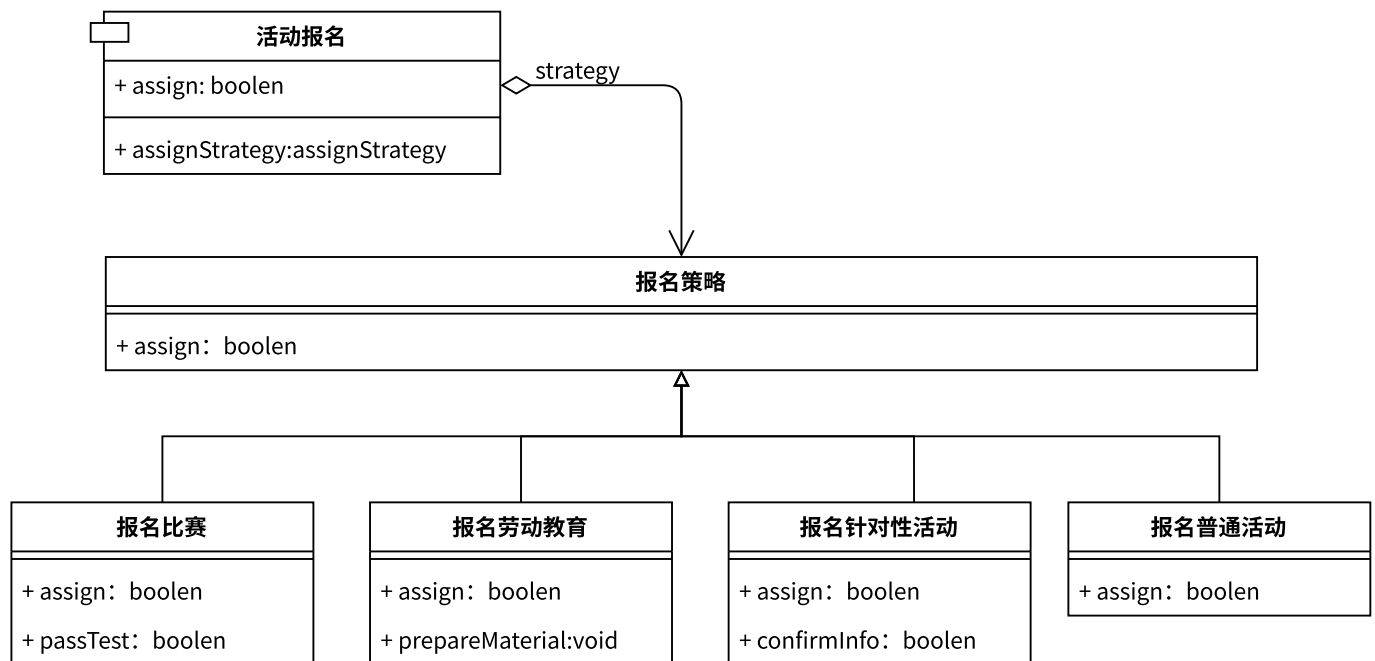 活动报名
+ assign: boolen
strategy
+ assignStrategy:assignStrategy
报名策略
+ assign：boolen
报名比赛
+ assign：boolen
+ passTest：boolen
报名劳动教育
+ assign：boolen
+ prepareMaterial:void
报名针对性活动
+ assign：boolen
+ confirmInfo：boolen
报名普通活动
+ assign：boolen